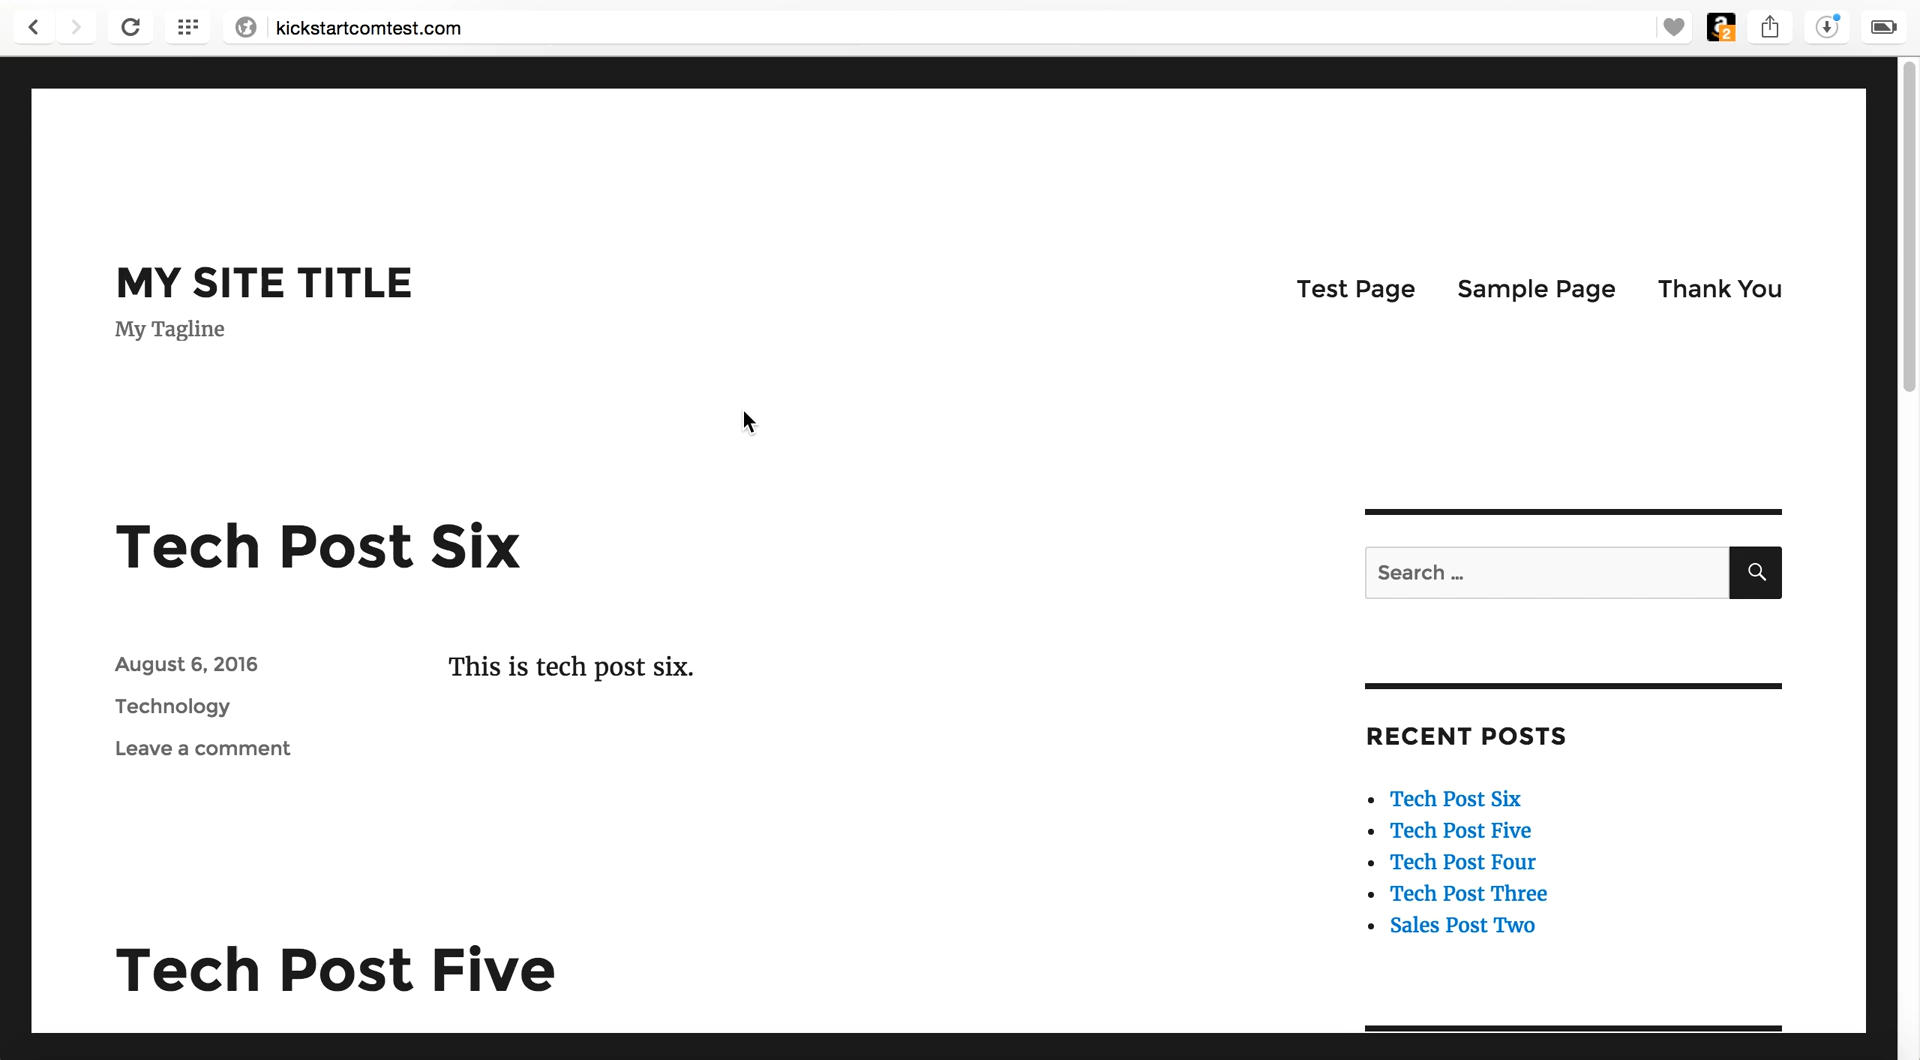 kickstartcomtest.com
a
2
MY SITE TITLE
My Tagline
Test Page Sample Page Thank You
Tech Post Six
August 6, 2016
Technology
Leave a comment
This is tech post six.
Tech Post Five
Search ...
RECENT POSTS
Tech Post Six
Tech Post Five
Tech Post Four
Tech Post Three
Sales Post Two